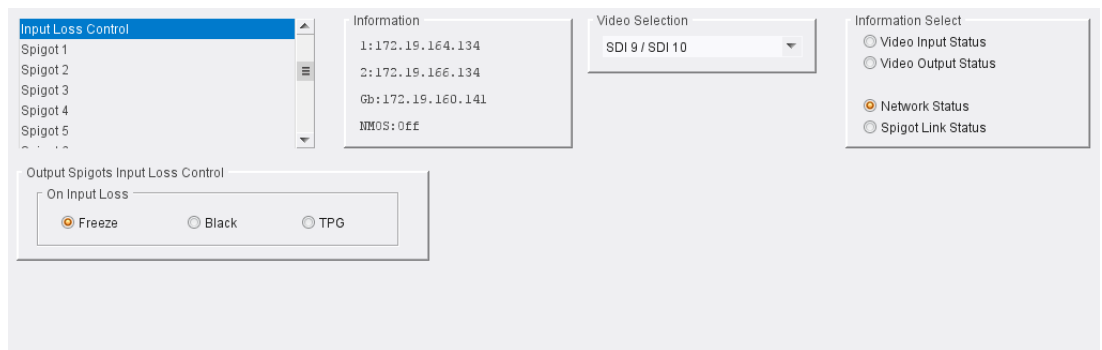 Input Loss Control
Spigot 1
Spigot 2
Spigot 3
Spigot 4
Spigot 5
Information
1:172.19.164.134
2:172.19.166.134
Gb:172.19.160.141
NMOS:Off
Video Selection
SDI 9 / SDI 10
Information Select
Video Input Status
Video Output Status
Network Status
Spigot Link Status
Output Spigots Input Loss Control
On Input Loss
Freeze
Black
TPG